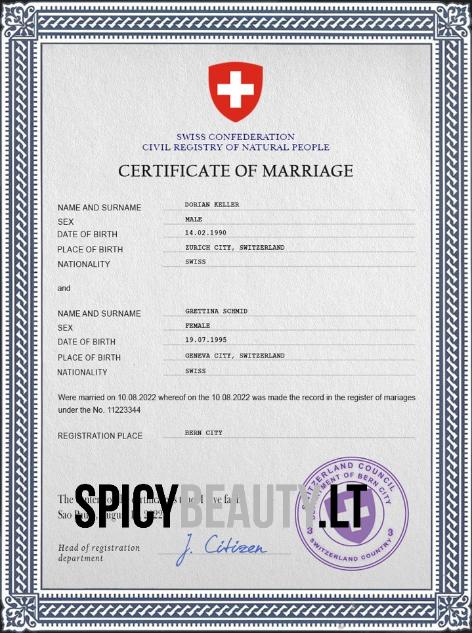 SWISS CONFEDERATION
CIVIL REGISTRY OF NATURAL PEOPLE
CERTIFICATE OF MARRIAGE
NAME AND SURNAME DORIAN KELLER
SEX MALE
DATE OF BIRTH 14.02.1990
PLACE OF BIRTH ZURICH CITY, SWITZERLAND
NATIONALITY SWISS
and
NAME AND SURNAME GRETTINA SCHMID
SEX FEMALE
DATE OF BIRTH 19.07.1995
PLACE OF BIRTH GENEVA CITY, SWITZERLAND
NATIONALITY SWISS
Were married on 10.08.2022 whereof on the 10.08.2022 was made the record in the register of mariages
under the No. 11223344
REGISTRATION PLACE BERN CITY
The
Sao
SPICYBEAUTY.LT
Head of registration
department
J. Citizen
SWITZERLAND COUNCIL
OF BERN CITY
3 SWITZERLAND COUNTRY 3